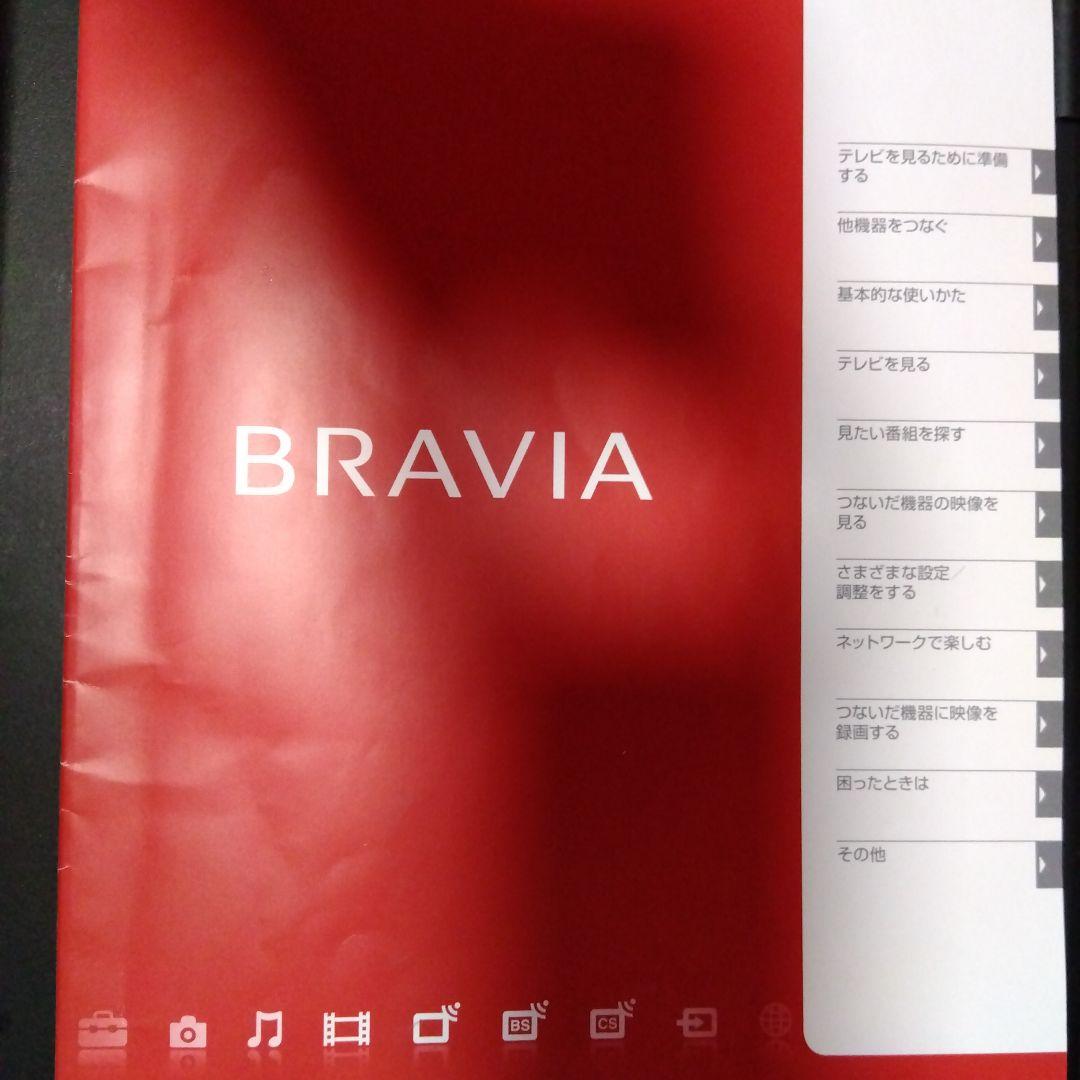 BRAVIA
テレビを見るために準備
する
他機器をつなぐ
基本的な使いかた
テレビを見る
見たい番組を探す
つないだ機器の映像を
見る
さまざまな設定／
調整をする
ネットワークで楽しむ
つないだ機器に映像を
録画する
困ったときは
その他
BS
CS